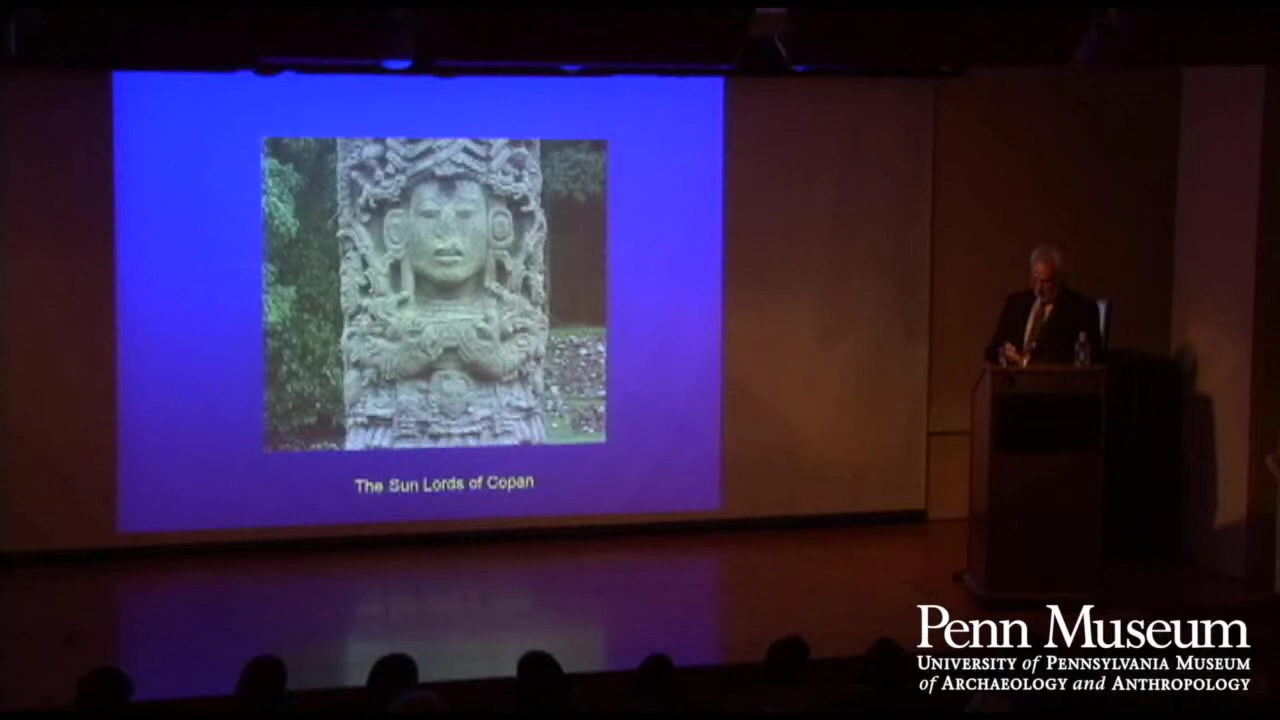 The Sun Lords of Copan
Penn Museum
UNIVERSITY of PENNSYLVANIA MUSEUM
of ARCHAEOLOGY and ANTHROPOLOGY